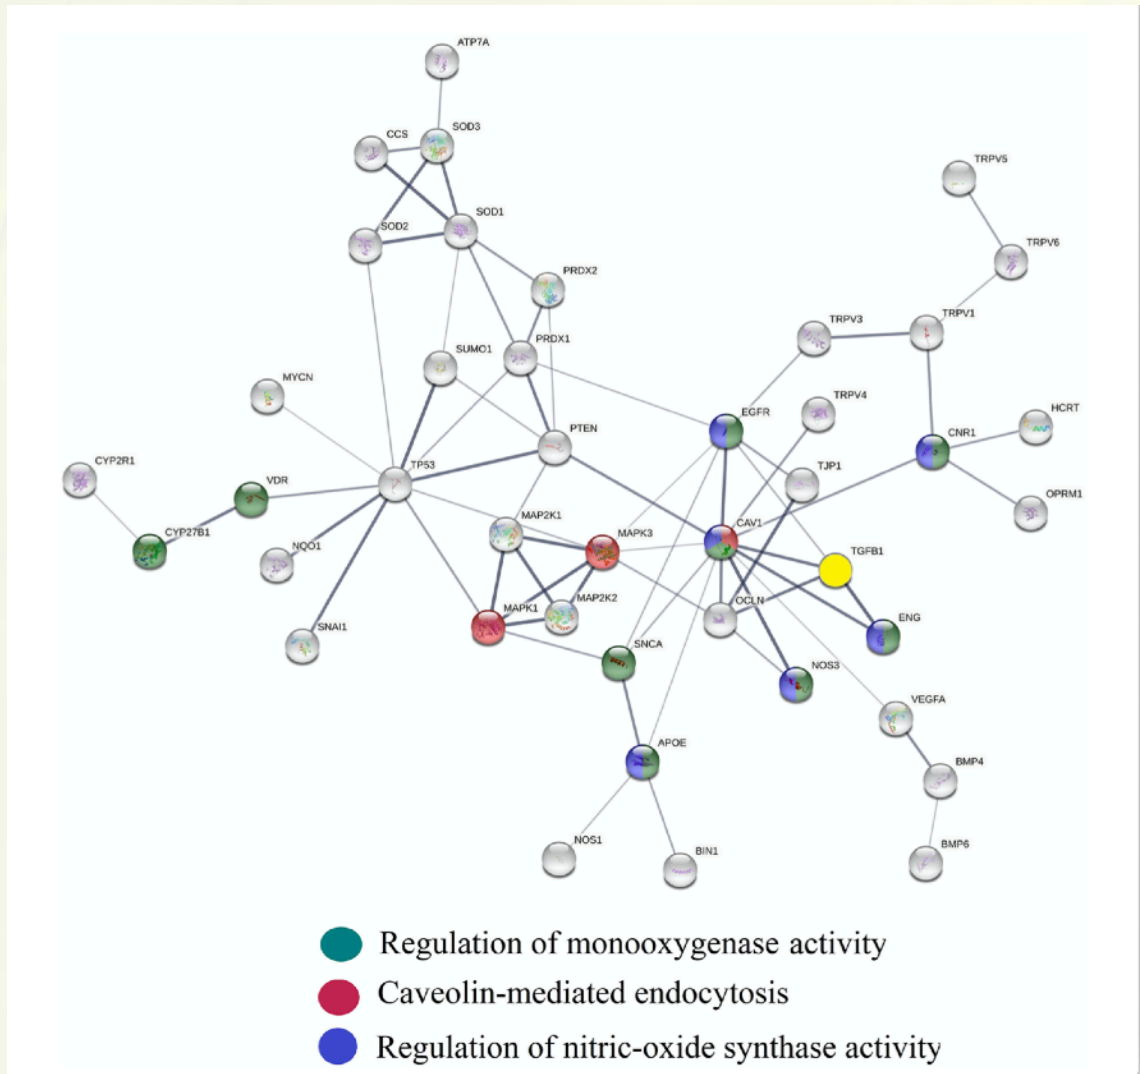 ATP7A
SOD3
CCS
TRPV5
SOD1
SOD2
TRPV6
PRDX2
TRPV1
TRPV3
PRDX1
SUMO1
MYCN
TRPV4
HCRT
EGFR
PTEN
CNR1
TP53
CYP2R1
TJP1
VDR
OPRM1
MAP2K1
CAV1
CYP27B1
MAPK3
TGFB1
NQO1
MAP2K2
OCLN
MAPK1
ENG
SNAI1
SNCA
NOS3
VEGFA
APOE
BMP4
NOS1
BIN1
BMP6
Regulation of monooxygenase activity
Caveolin-mediated endocytosis
Regulation of nitric-oxide synthase activity